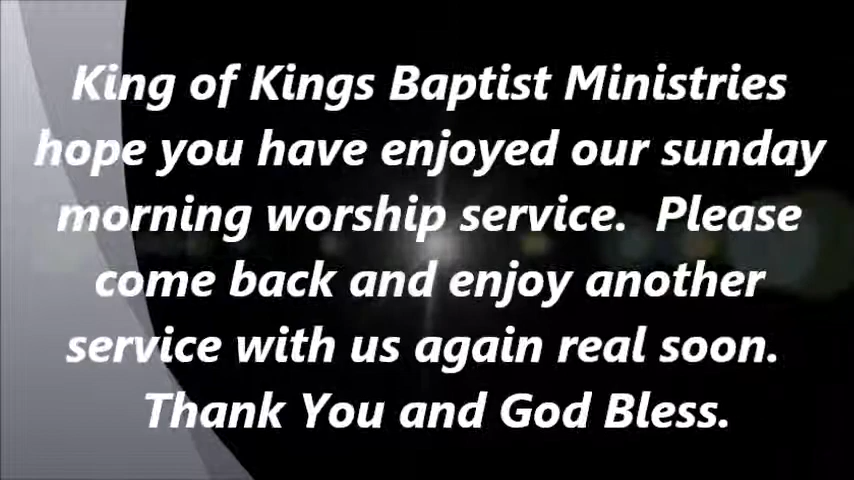 King of Kings Baptist Ministries
hope you have enjoyed our sunday
morning worship service.  Please
come back and enjoy another
service with us again real soon.
Thank You and God Bless.